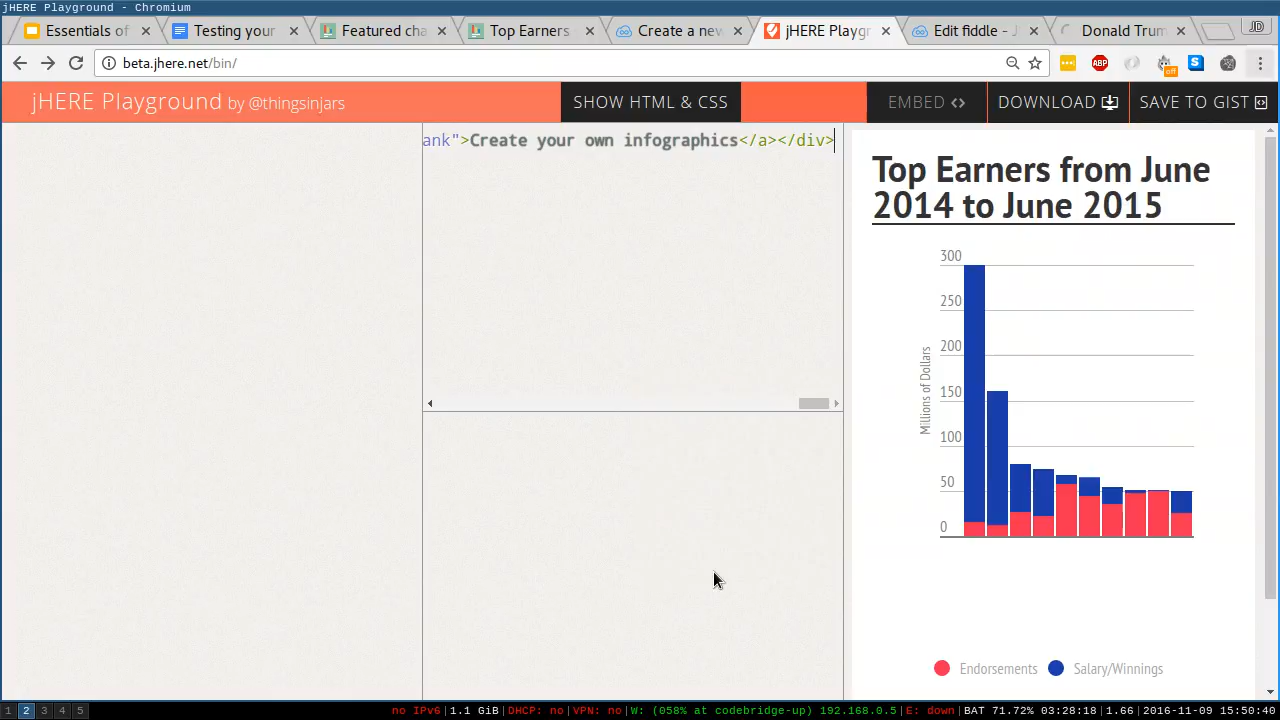 jHERE Playground - Chromium
Essentials of
Testing your
Featured cha
Top Earners
Create a new
jHERE Playgr
Edit fiddle - J
Donald Trum
JD
beta.jhere.net/bin/
ABP
off
jHERE Playground by @thingsinjars
SHOW HTML & CSS
EMBED
DOWNLOAD
SAVE TO GIST
ank">Create your own infographics</a></div>
Top Earners from June
2014 to June 2015
300
250
200
150
100
50
0
Millions of Dollars
Endorsements
Salary/Winnings
1 2 3 4 5
no IPv6|1.1 GiB|DHCP: no|VPN: no|W: (058% at codebridge-up) 192.168.0.5|E: down|BAT 71.72% 03:28:18|1.66|2016-11-09 15:50:40